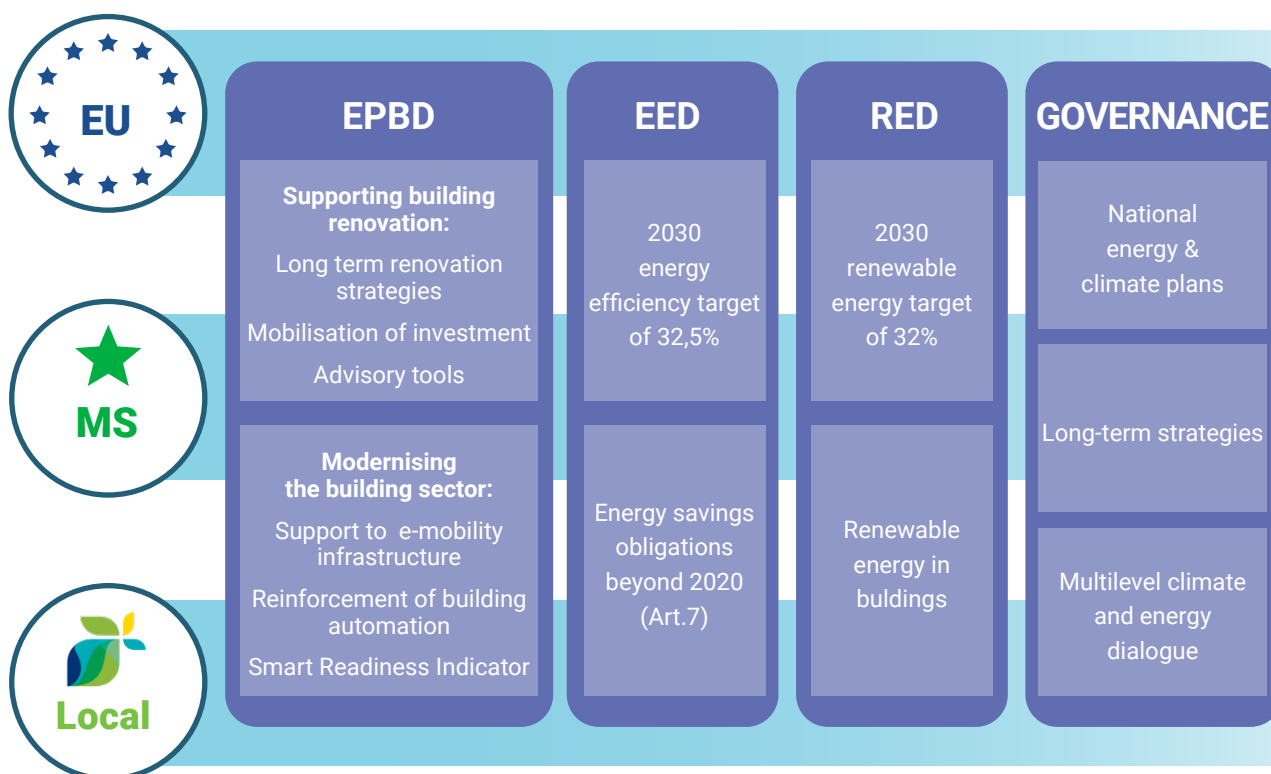 EU
EPBD
Supporting building
renovation:
Long term renovation
strategies
Mobilisation of investment
Advisory tools
Modernising
the building sector:
Support to e-mobility
infrastructure
Reinforcement of building
automation
Smart Readiness Indicator
EED
2030
energy
efficiency target
of 32,5%
Energy savings
obligations
beyond 2020
(Art.7)
RED
2030
renewable
energy target
of 32%
Renewable
energy in
buldings
GOVERNANCE
National
energy &
climate plans
Long-term strategies
Multilevel climate
and energy
dialogue
MS
Local